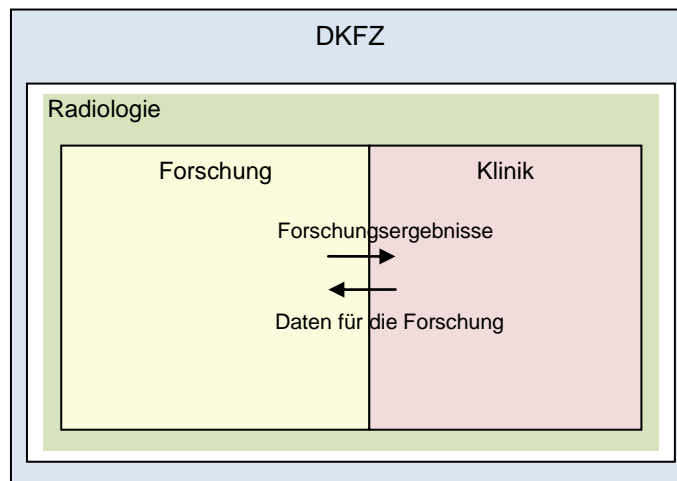 DKFZ
Radiologie
Forschung
Klinik
Forschungsergebnisse
Daten für die Forschung